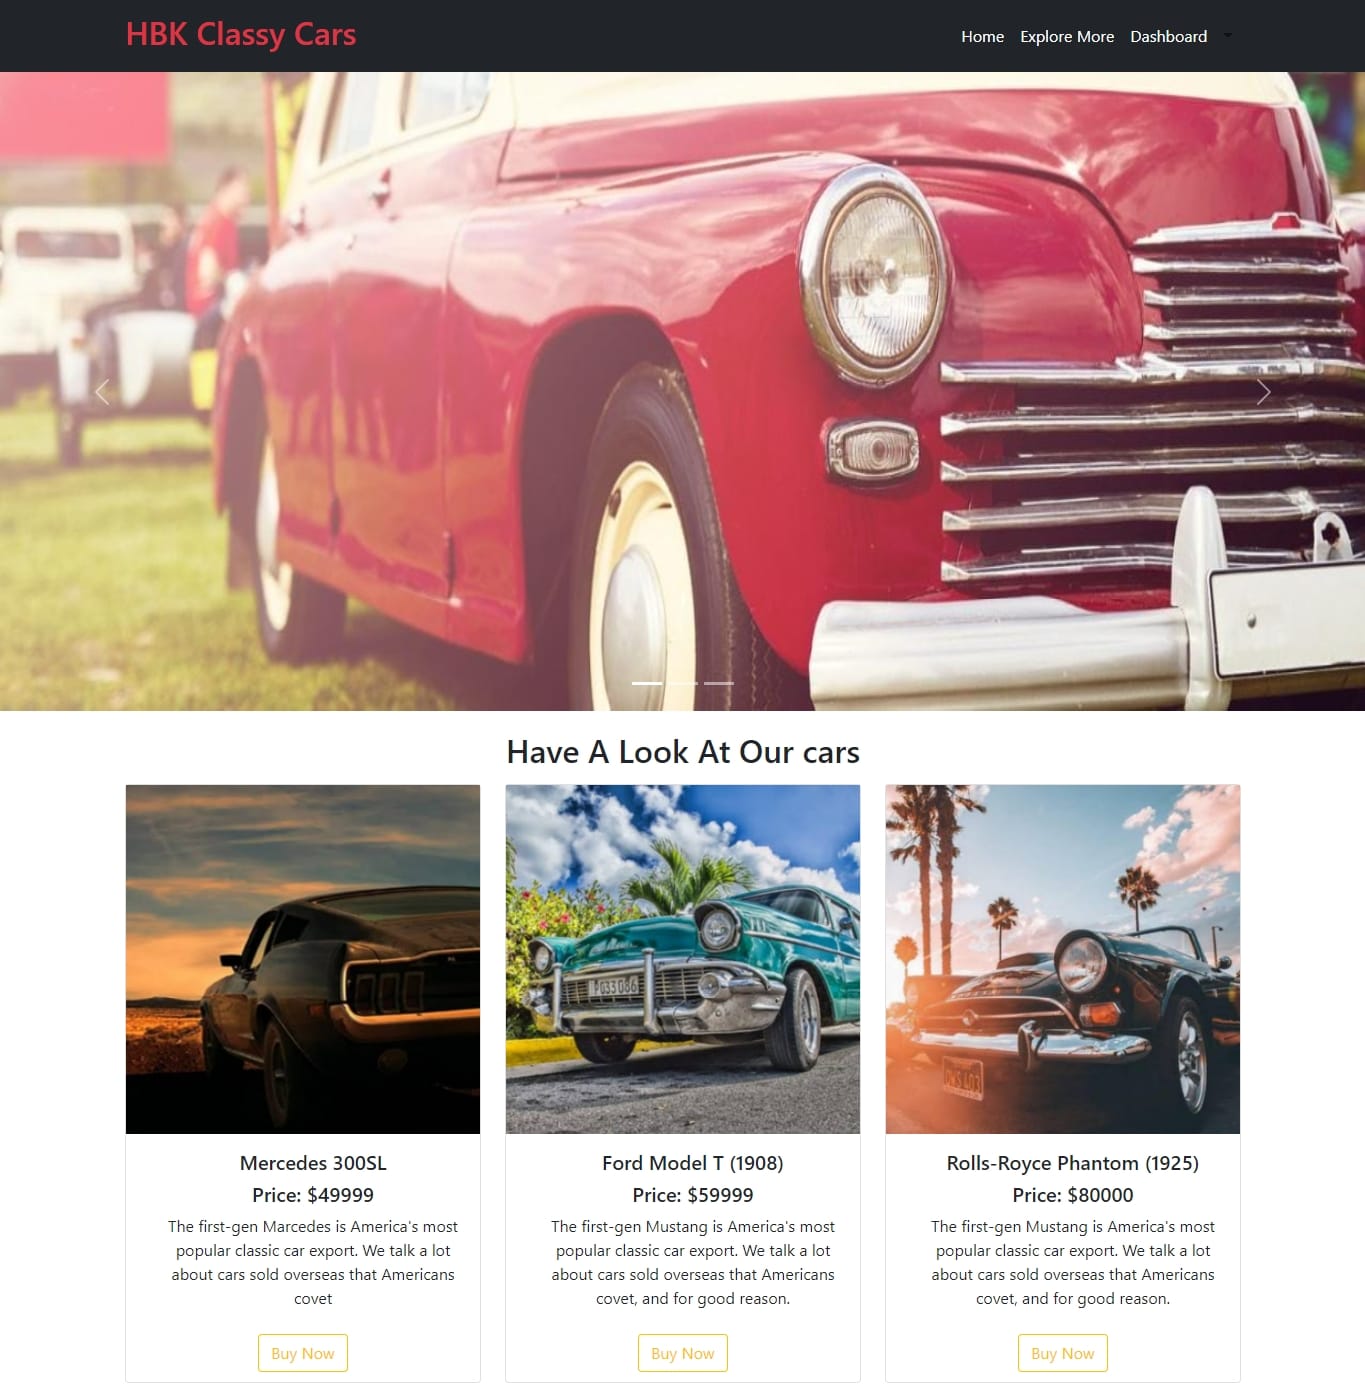 HBK Classy Cars
Home Explore More Dashboard
Have A Look At Our cars
Mercedes 300SL
Price: $49999
The first-gen Marcedes is America's most
popular classic car export. We talk a lot
about cars sold overseas that Americans
covet
Buy Now
Ford Model T (1908)
Price: $59999
The first-gen Mustang is America's most
popular classic car export. We talk a lot
about cars sold overseas that Americans
covet, and for good reason.
Buy Now
Rolls-Royce Phantom (1925)
Price: $80000
The first-gen Mustang is America's most
popular classic car export. We talk a lot
about cars sold overseas that Americans
covet, and for good reason.
Buy Now